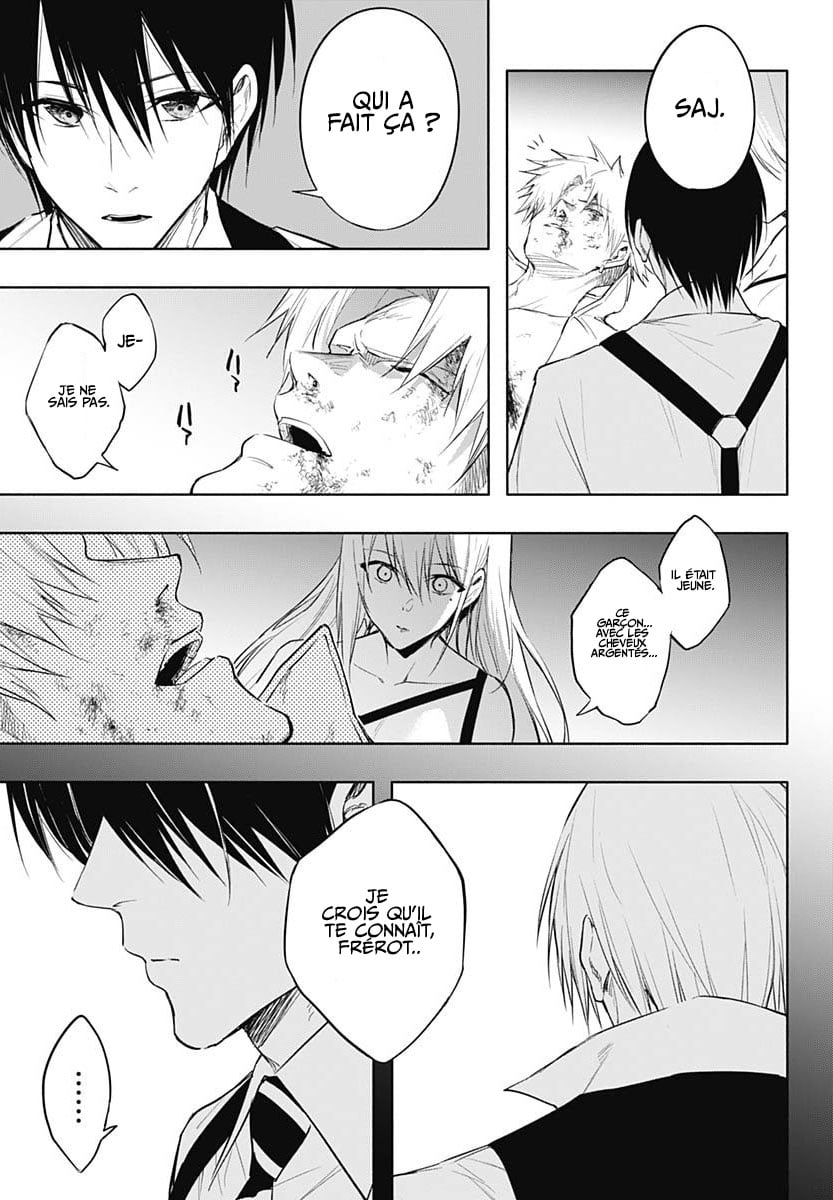 SAJ.
QUI A
FAIT ÇA ?
JE-
JE NE
SAIS PAS.
IL ÉTAIT
JEUNE.
CE
GARÇON...
AVEC LES
CHEVEUX
ARGENTÉS...
JE
CROIS QU'IL
TE CONNAÎT,
FRÉROT..
......